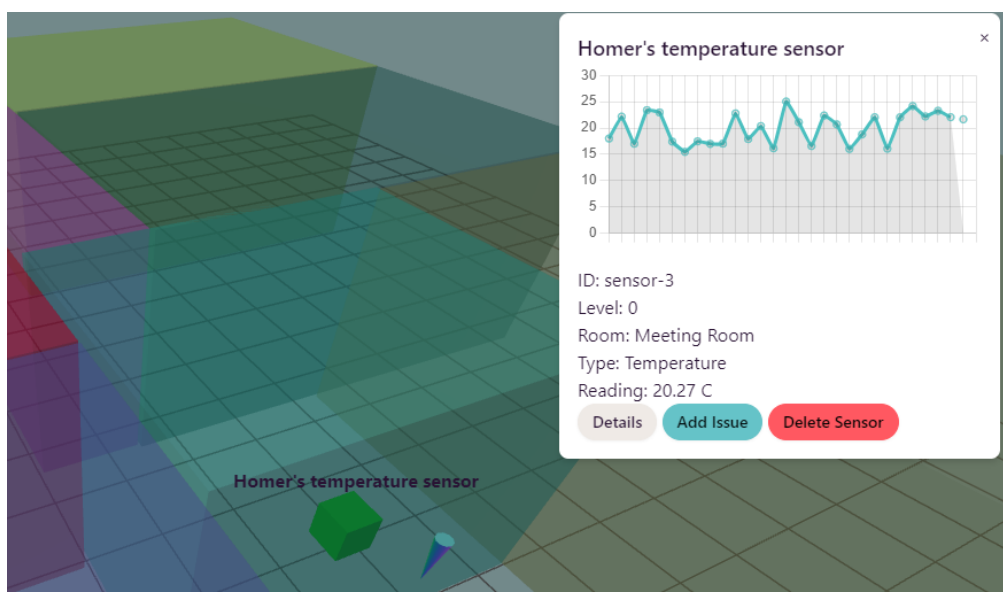 Homer's temperature sensor
×
30
25
20
15
10
5
0
ID: sensor-3
Level: 0
Room: Meeting Room
Type: Temperature
Reading: 20.27 C
Details Add Issue Delete Sensor
Homer's temperature sensor